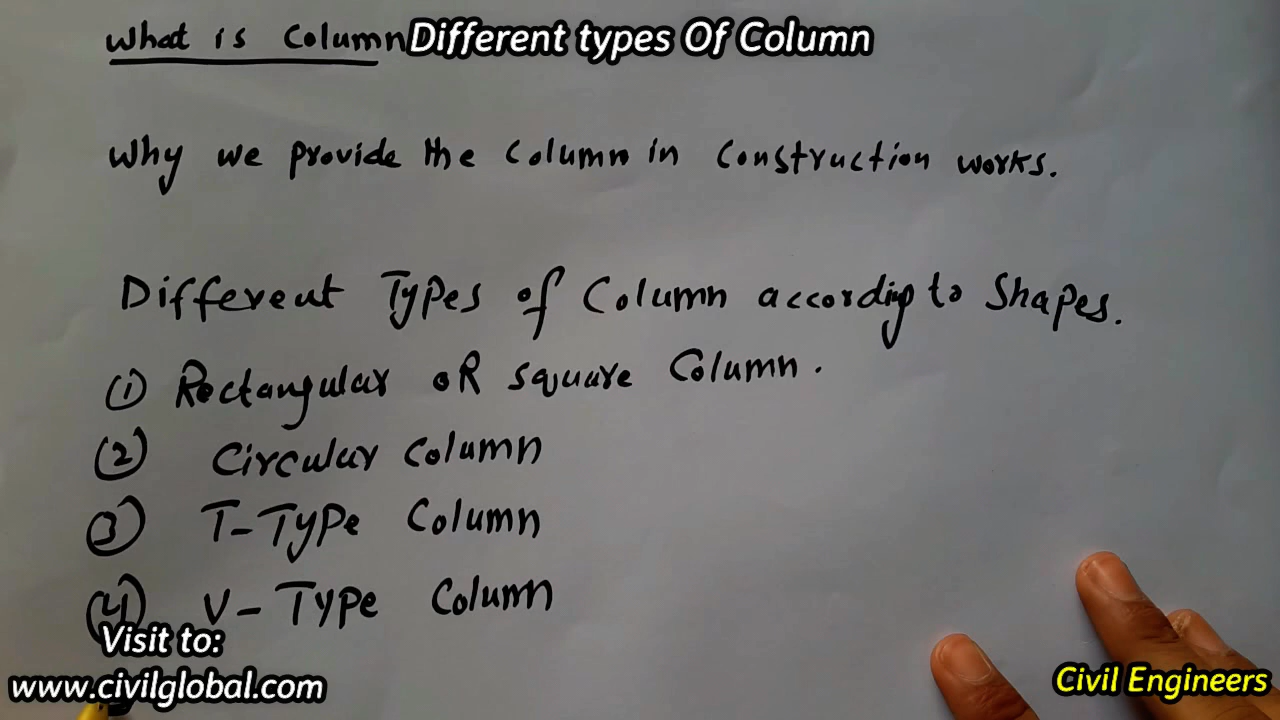 What is Column Different types Of Column
Why we provide the Column in Construction works.
Different Types of Column according to Shapes.
(1) Rectangular OR square Column.
(2) Circular Column
(3) T-Type Column
(4) V-Type Column
Visit to:
www.civilglobal.com
Civil Engineers